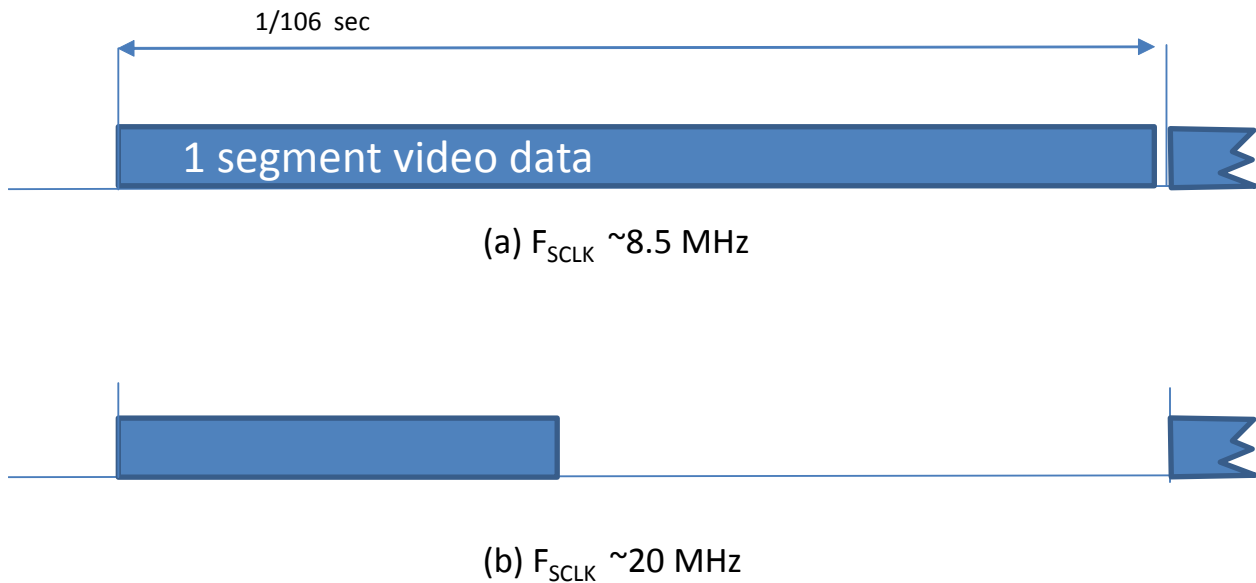 1/106 sec
1 segment video data
(a) F_SCLK ~8.5 MHz
(b) F_SCLK ~20 MHz